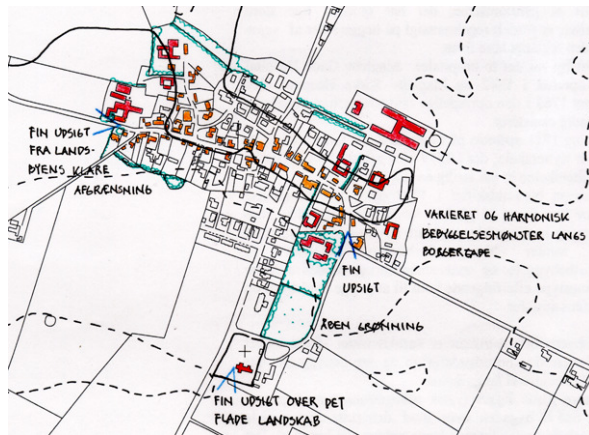 FIN UDSIGT
FRA LANDS-
BYENS KLARE
AFGRÆNSNING
VARIERET OG HARMONISK
BEBYGGELSESMØNSTER LANGS
BORGERGADE
FIN
UDSIGT
ÅBEN GRØNNING
FIN UDSIGT OVER DET
FLADE LANDSKAB